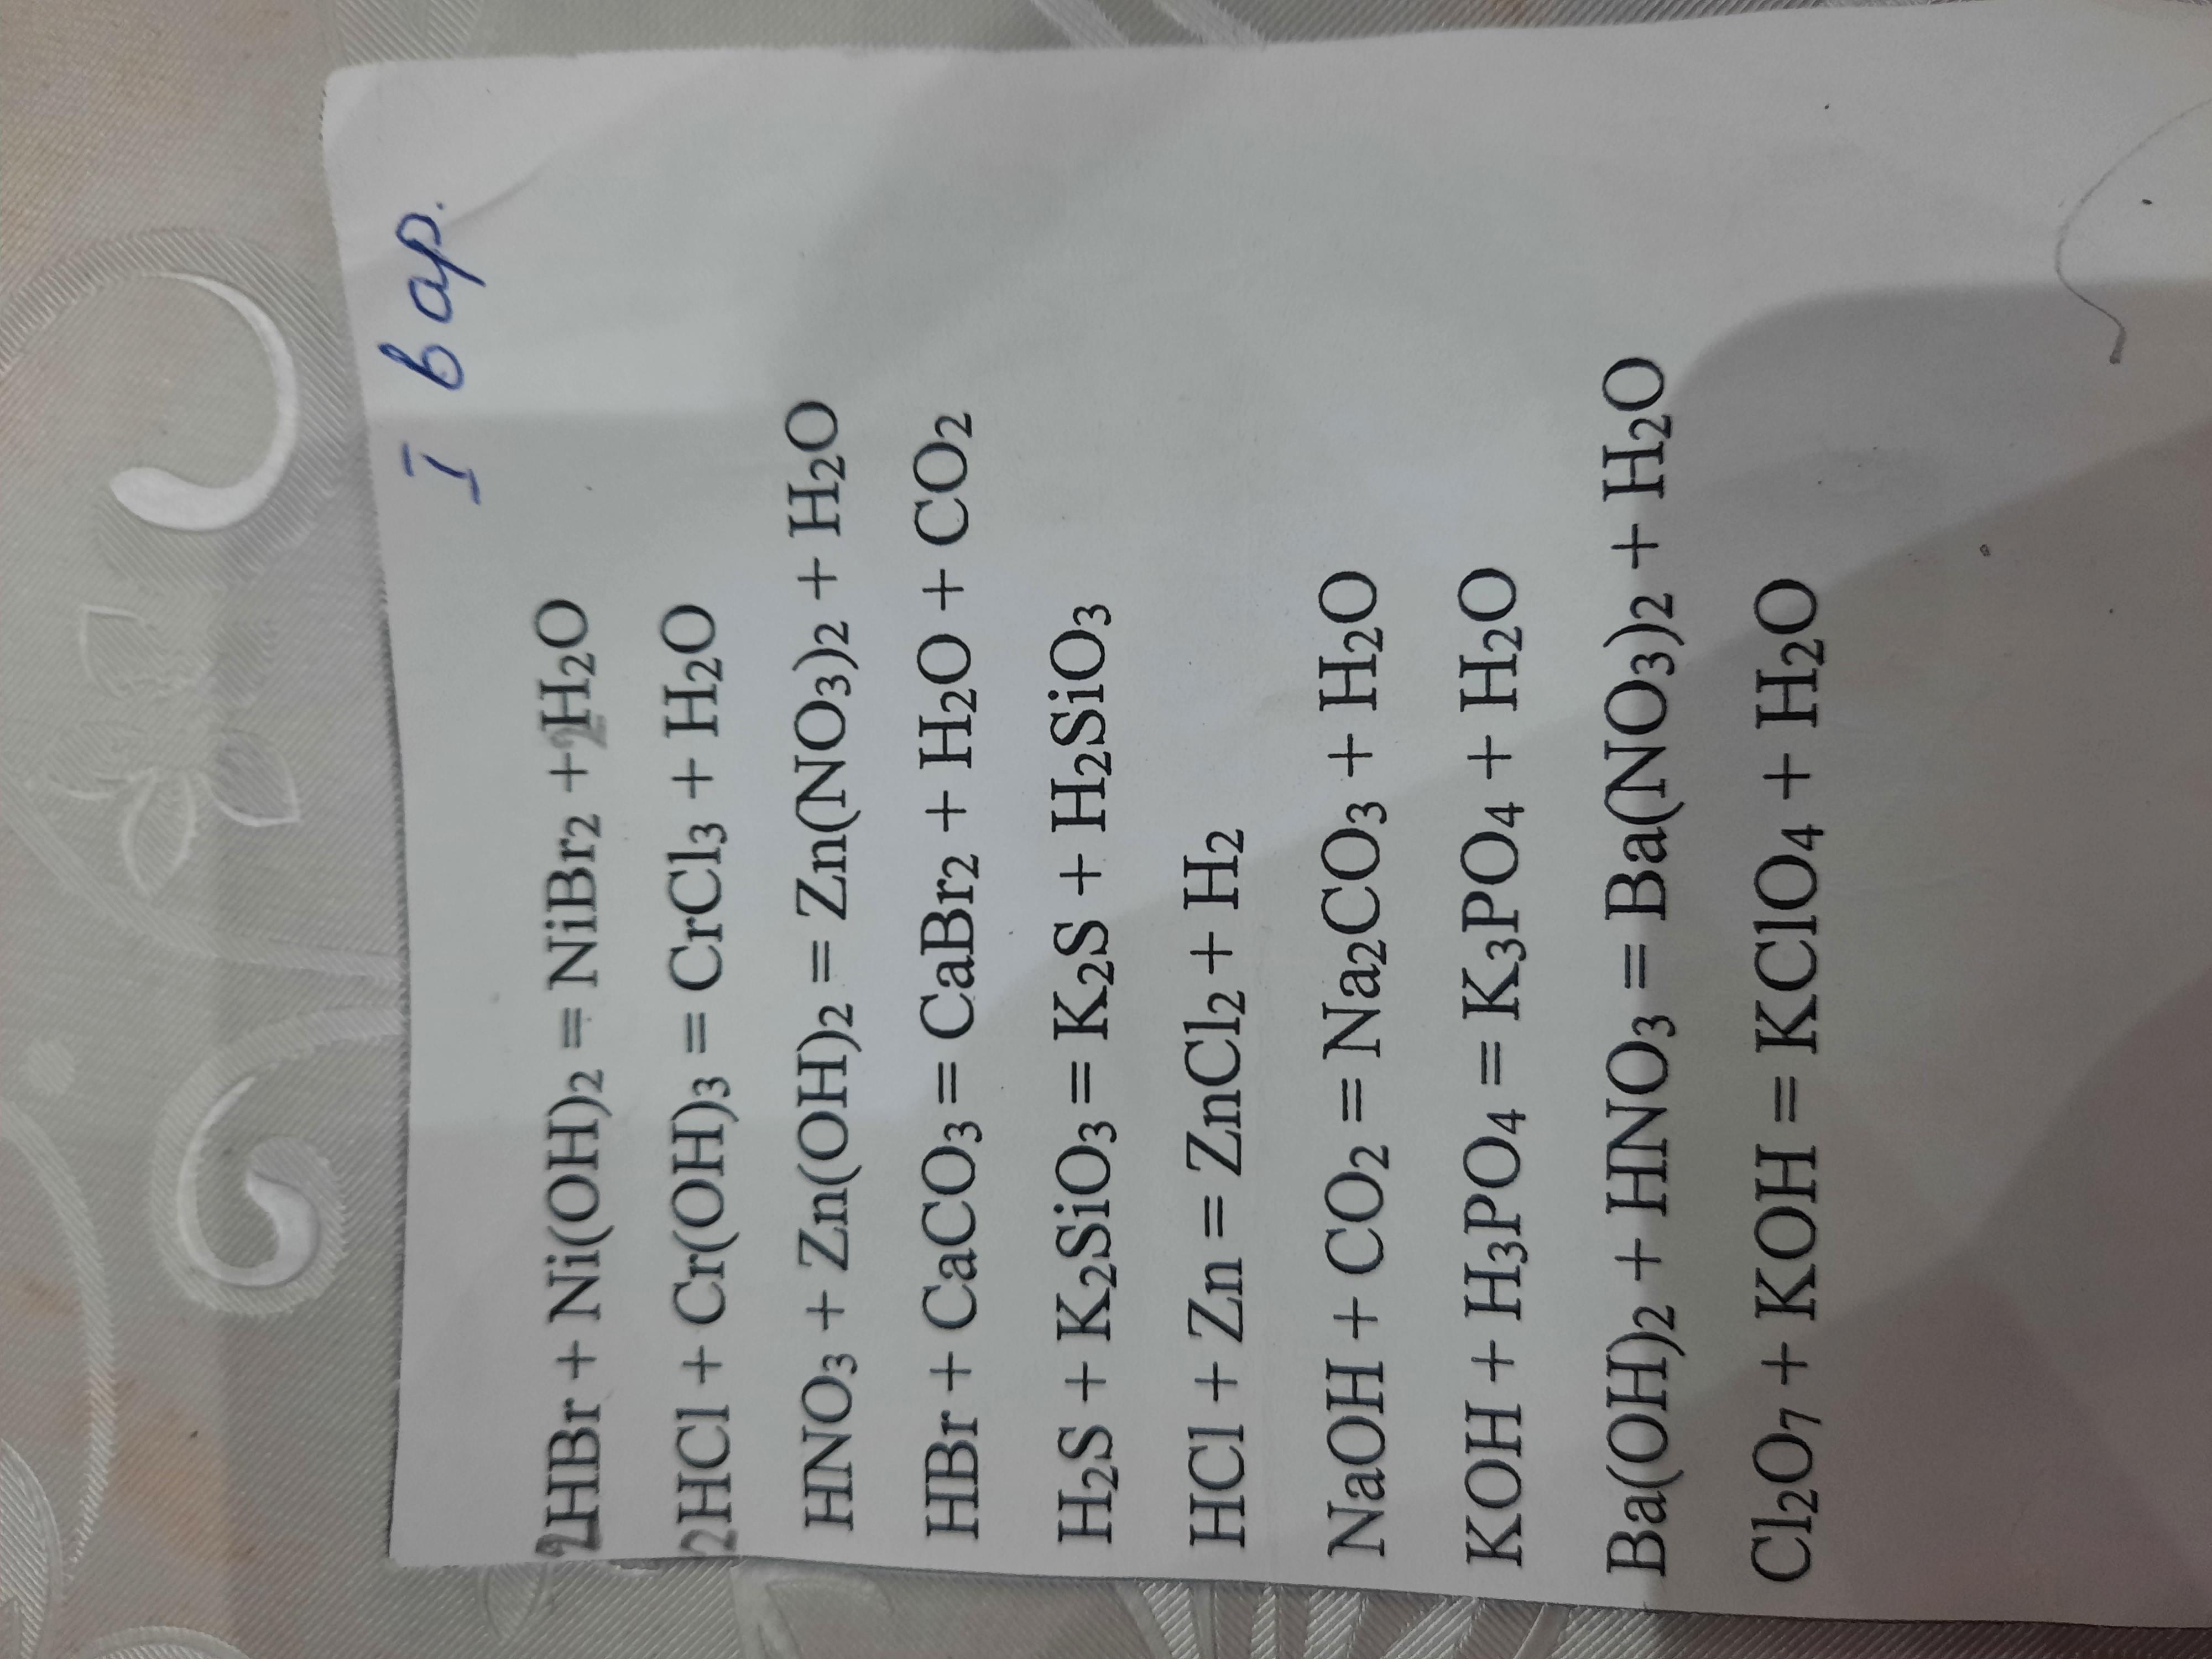 I вар.
2HBr + Ni(OH)₂ = NiBr₂ + 2H₂O
2HCl + Cr(OH)₃ = CrCl₃ + H₂O
HNO₃ + Zn(OH)₂ = Zn(NO₃)₂ + H₂O
HBr + CaCO₃ = CaBr₂ + H₂O + CO₂
H₂S + K₂SiO₃ = K₂S + H₂SiO₃
HCl + Zn = ZnCl₂ + H₂
NaOH + CO₂ = Na₂CO₃ + H₂O
KOH + H₃PO₄ = K₃PO₄ + H₂O
Ba(OH)₂ + HNO₃ = Ba(NO₃)₂ + H₂O
Cl₂O₇ + KOH = KClO₄ + H₂O